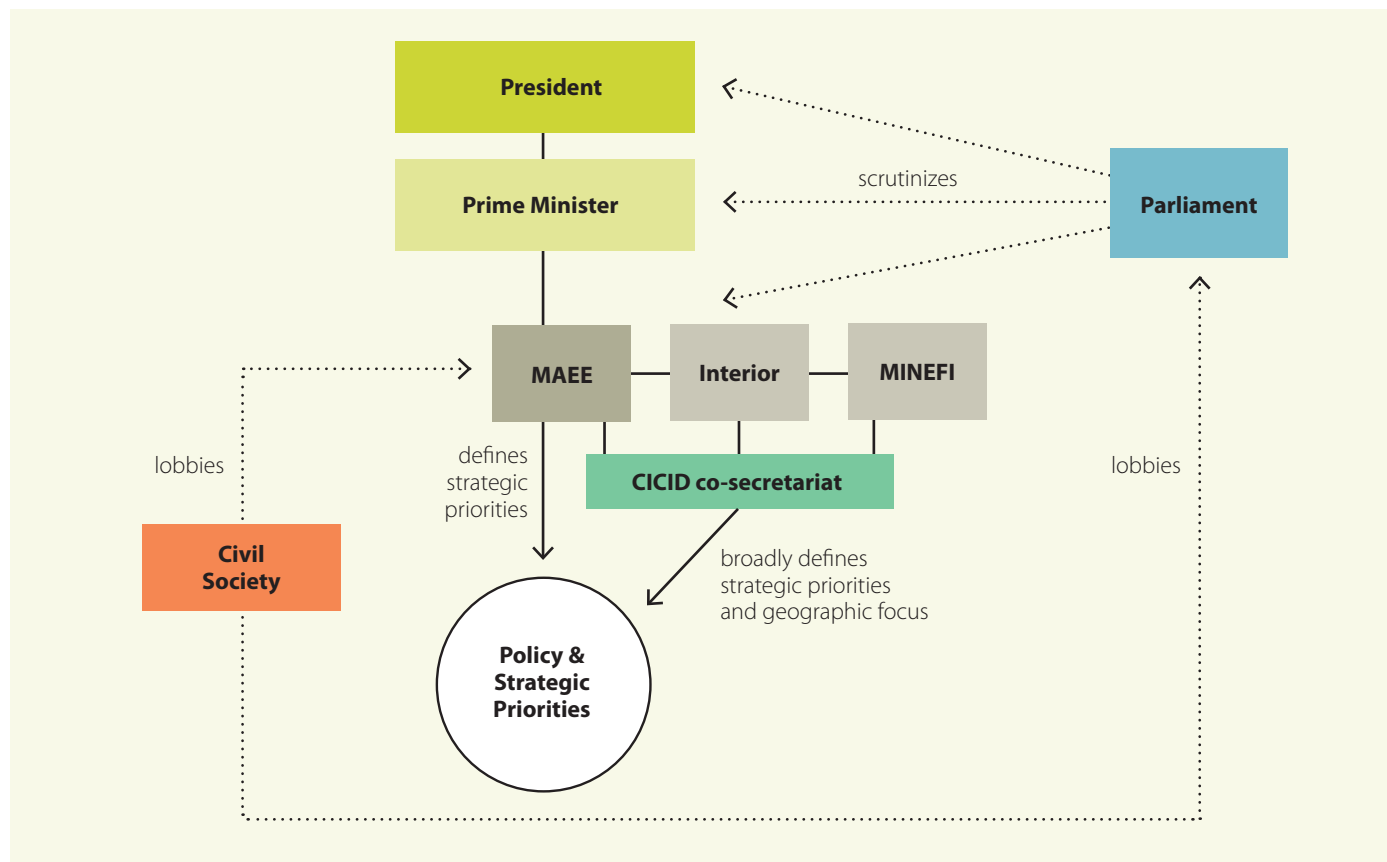 President
Prime Minister
scrutinizes
Parliament
MAEE
Interior
MINEFI
lobbies
defines
strategic
priorities
CICID co-secretariat
lobbies
Civil
Society
broadly defines
strategic priorities
and geographic focus
Policy &
Strategic
Priorities